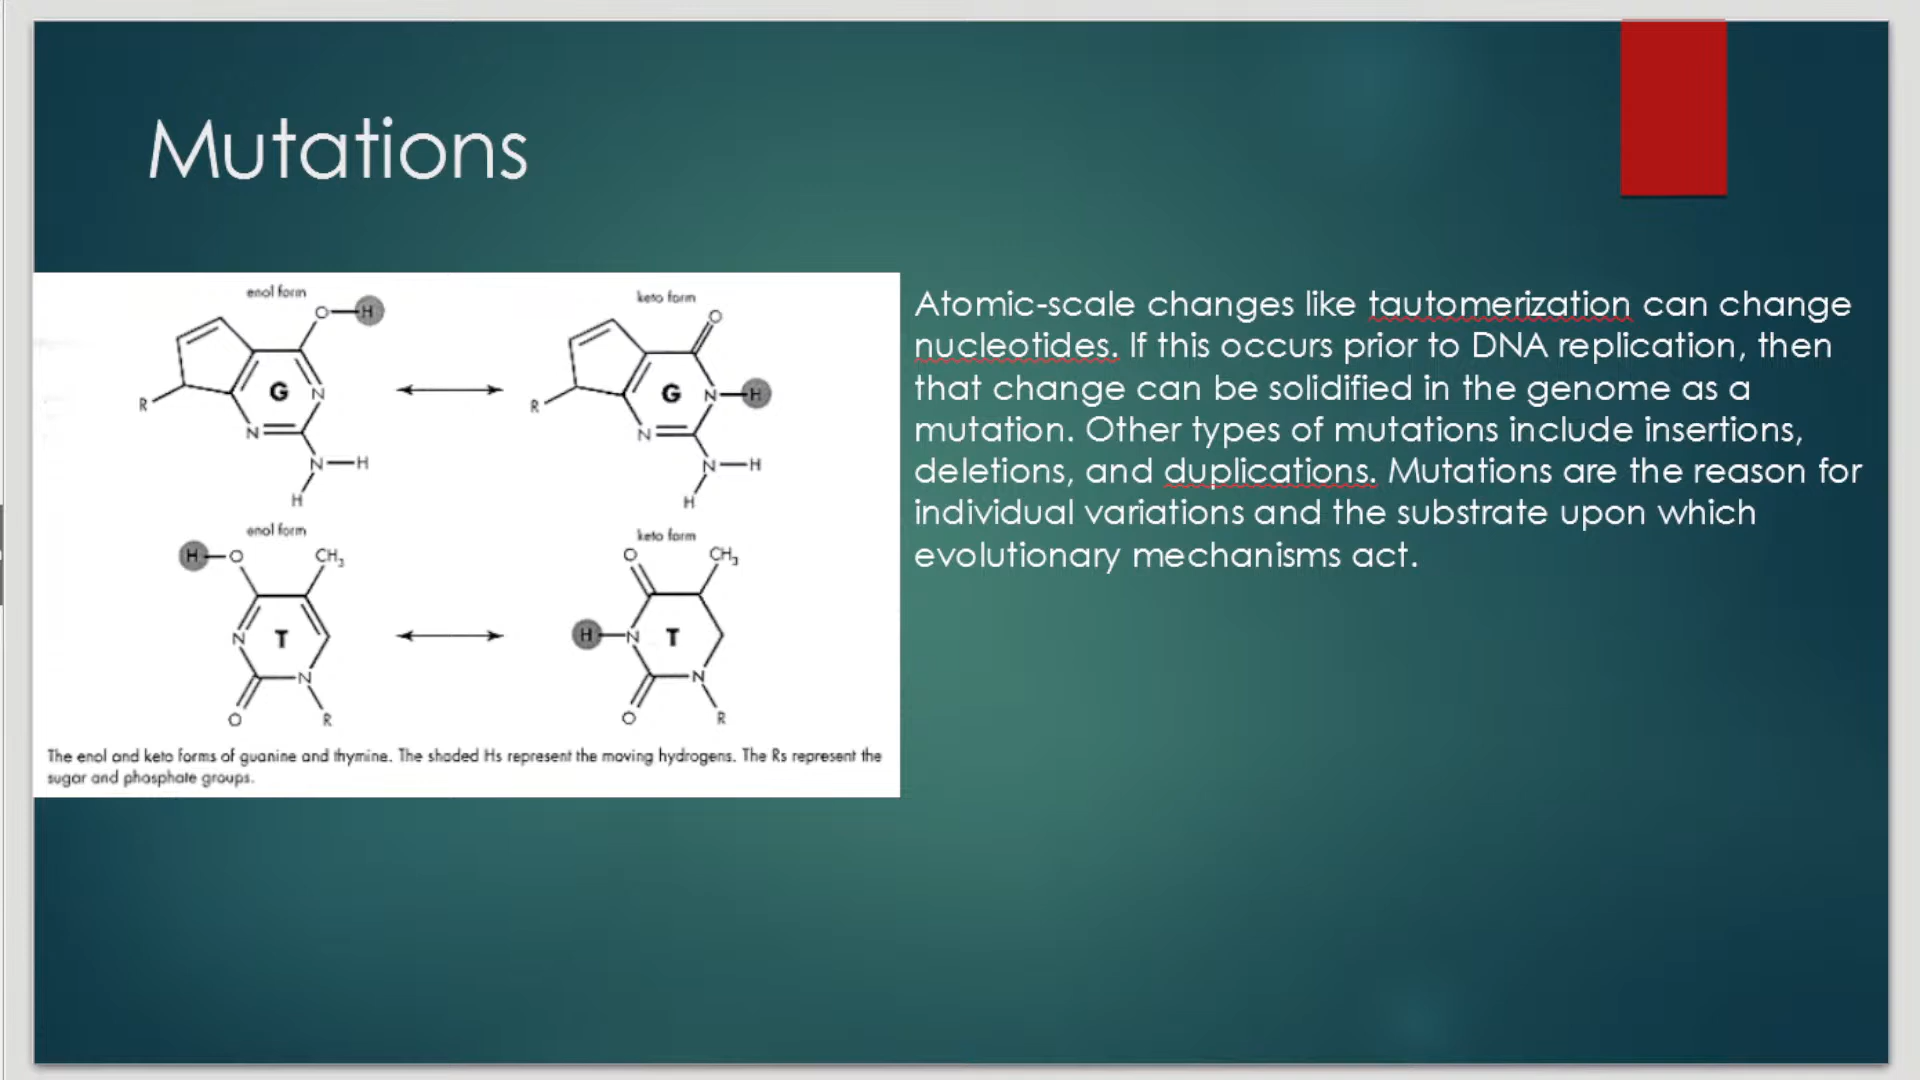 Mutations
enol form
keto form
O H
O
G N
G N H
R
R
N
N
N H
N H
H
H
enol form
keto form
H O CH₃
O CH₃
N T
H N T
N
N
O R
O R
The enol and keto forms of guanine and thymine. The shaded Hs represent the moving hydrogens. The Rs represent the
sugar and phosphate groups.
Atomic-scale changes like tautomerization can change
nucleotides. If this occurs prior to DNA replication, then
that change can be solidified in the genome as a
mutation. Other types of mutations include insertions,
deletions, and duplications. Mutations are the reason for
individual variations and the substrate upon which
evolutionary mechanisms act.